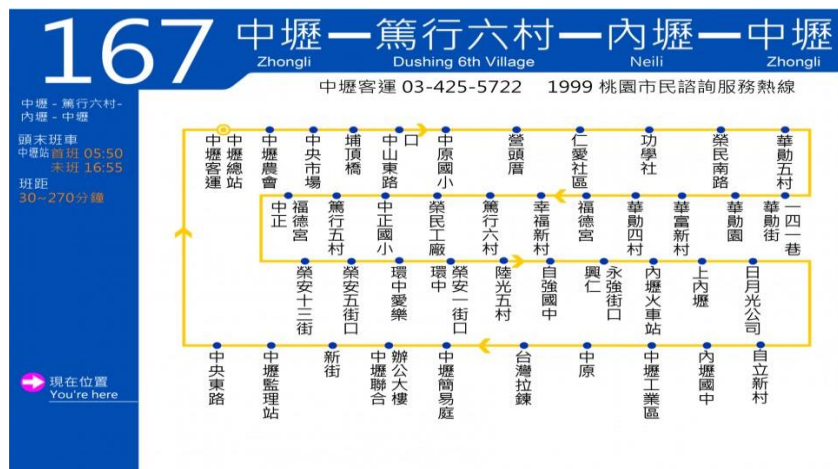 167
中壢－篤行六村－內壢－中壢
Zhongli Dushing 6th Village Neili Zhongli
中壢客運 03-425-5722 1999 桃園市民諮詢服務熱線
中壢 - 篤行六村-
內壢 - 中壢
頭末班車
中壢站 首班 05:50
末班 16:55
班距
30~270分鐘
中壢客運
中壢總站
中壢農會
中央市場
埔頂橋
中山東路
口
中原國小
營頭厝
仁愛社區
功學社
榮民南路
華勛五村
中正
福德宮
篤行五村
中正國小
榮民工廠
篤行六村
幸福新村
福德宮
華勛四村
華富新村
華勛園
華勛街
一四一巷
榮安十三街
榮安五街口
環中愛樂
環中
榮安一街口
陸光五村
自強國中
興仁
永強街口
內壢火車站
上內壢
日月光公司
中央東路
中壢監理站
新街
中壢聯合
辦公大樓
中壢簡易庭
台灣拉鍊
中原
中壢工業區
內壢國中
自立新村
現在位置
You're here